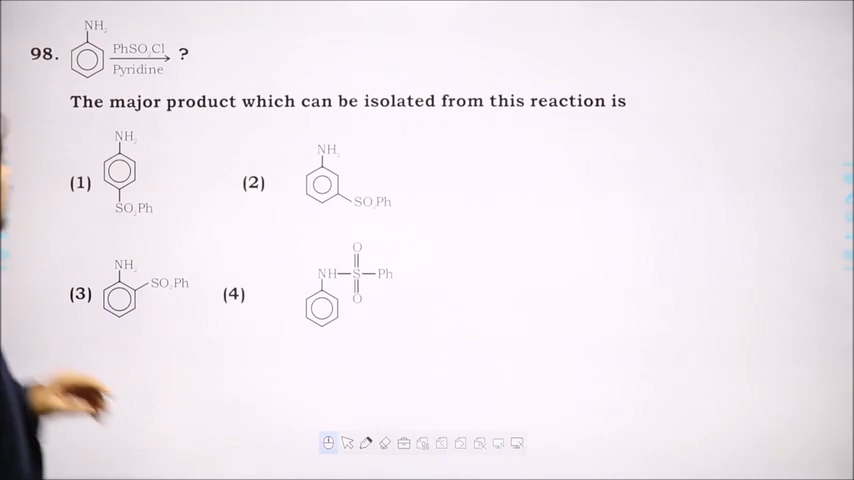 NH₂
98. PhSO₂Cl ?
Pyridine
The major product which can be isolated from this reaction is
NH₂
(1)
SO₂Ph
NH₂
(2)
SO₂Ph
NH₂
(3) SO₂Ph
O
(4) NH—S—Ph
O